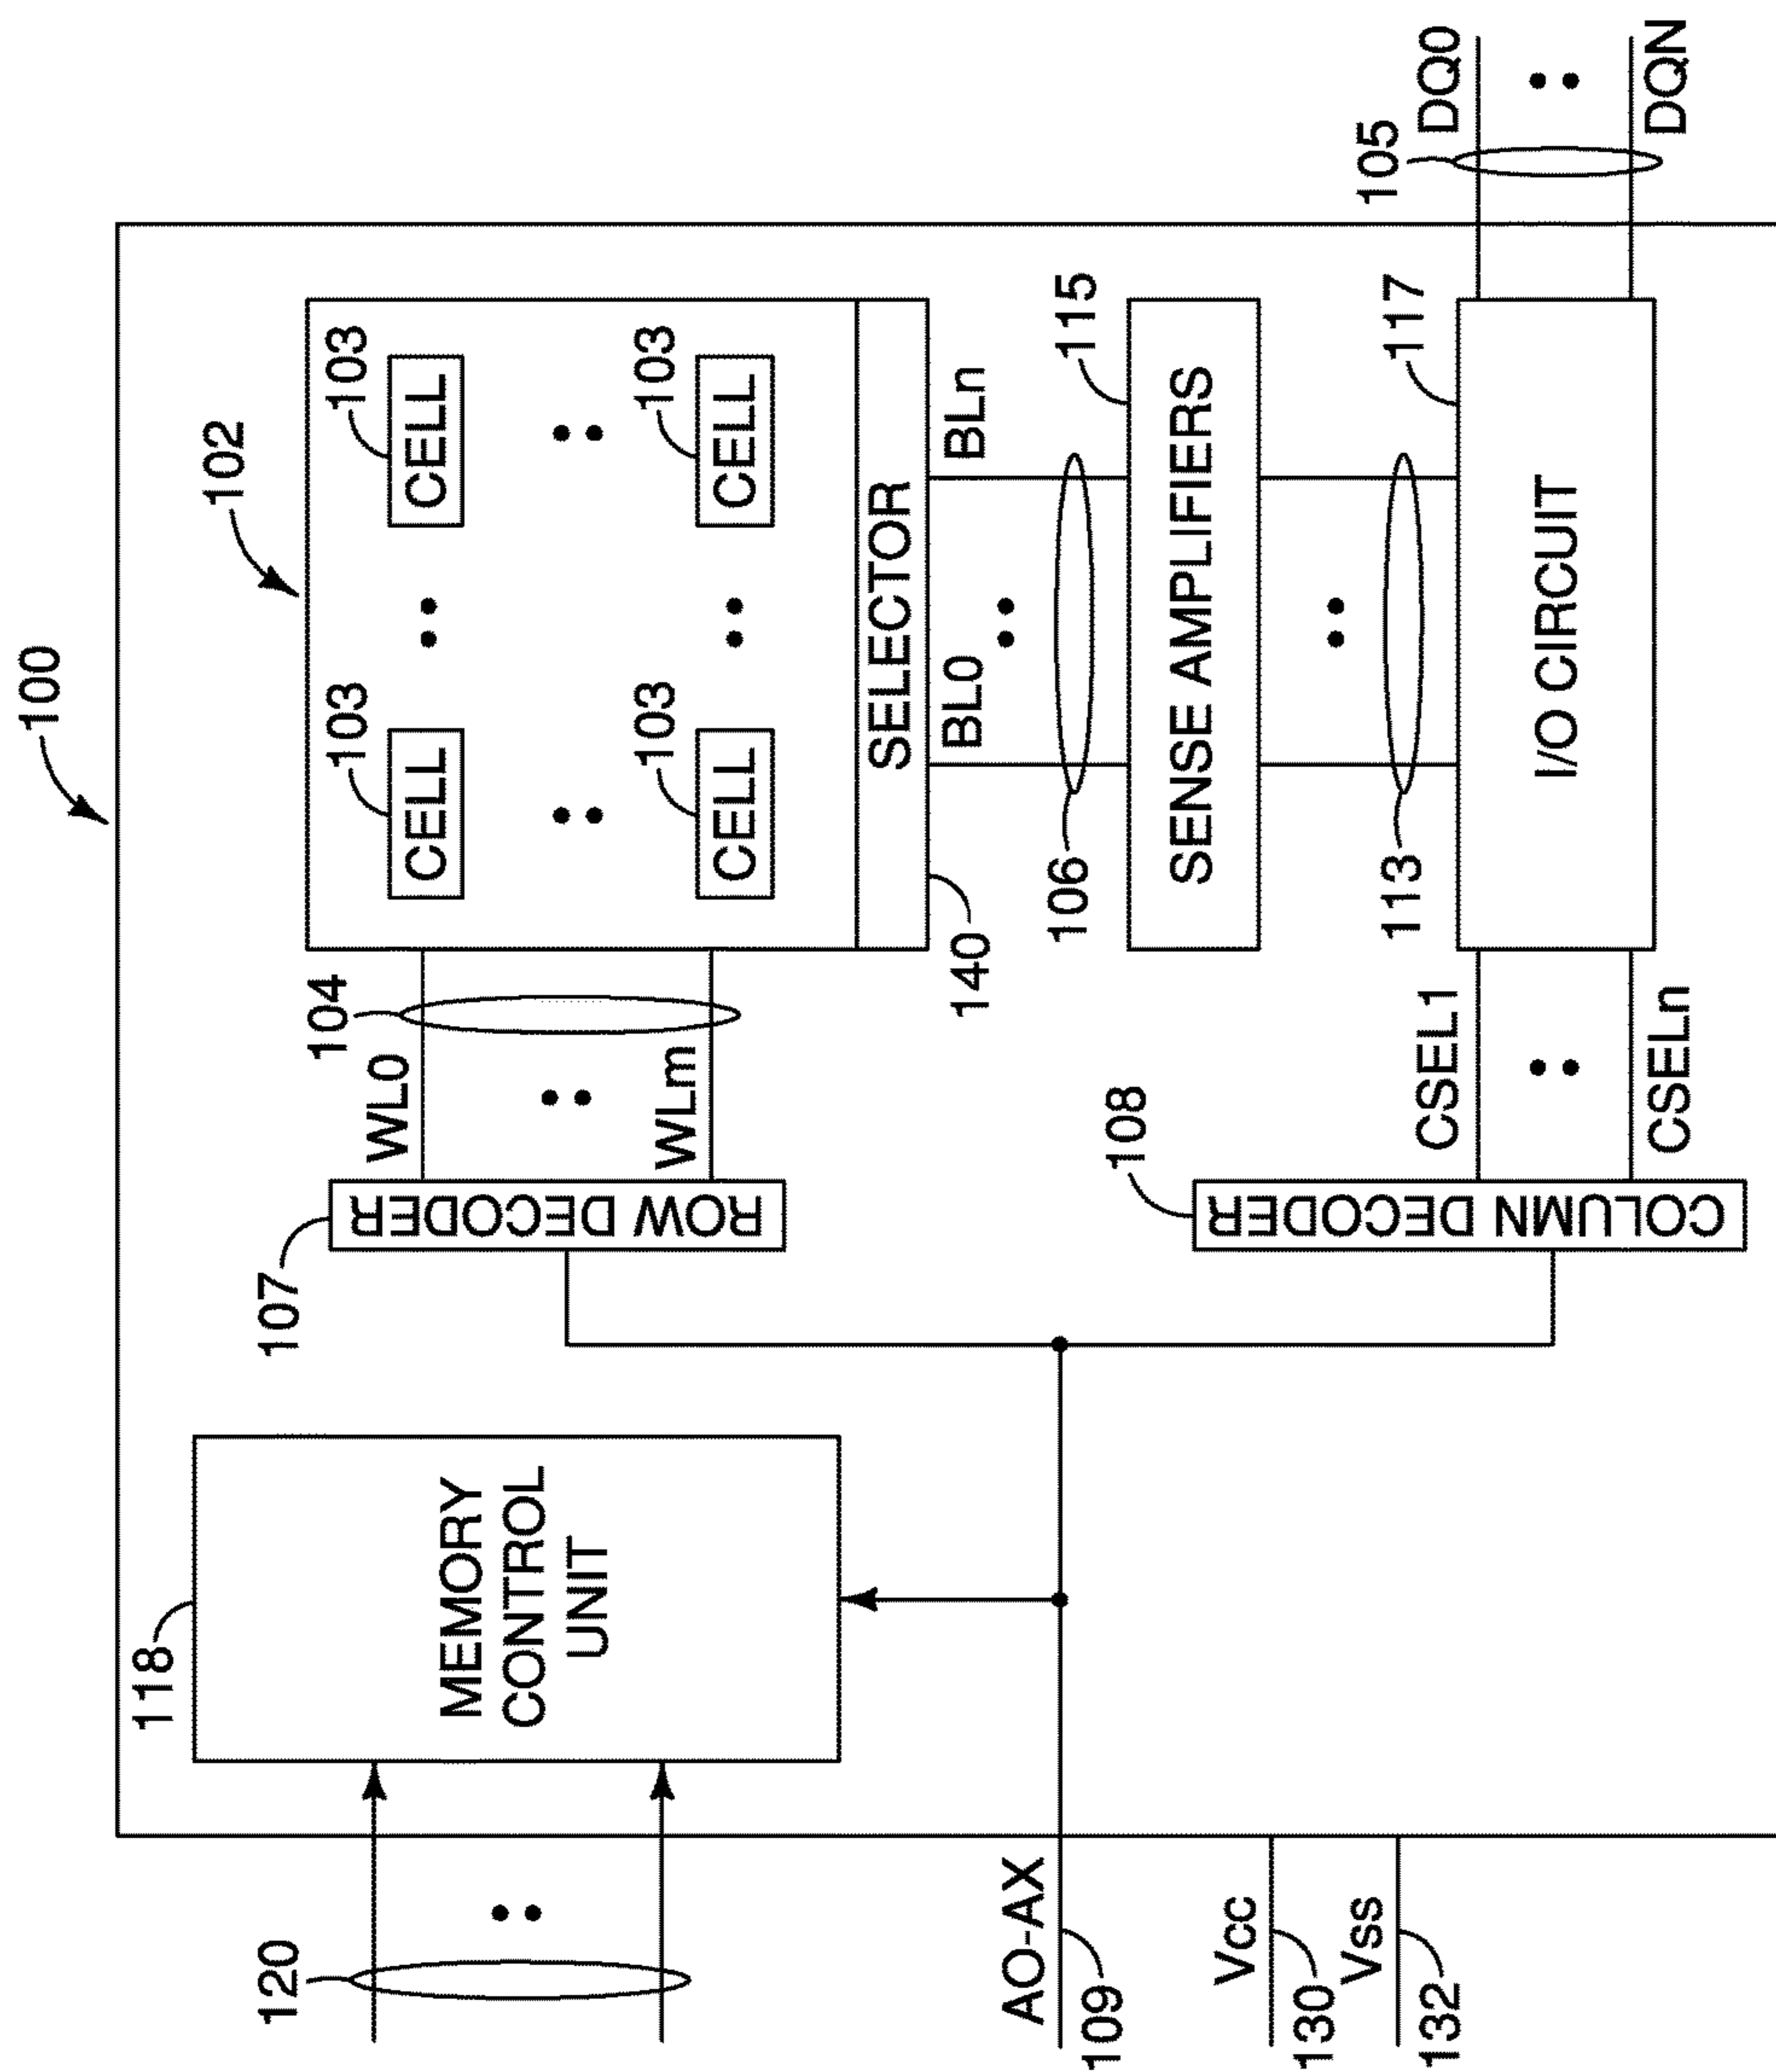 100
102
103
CELL
103
CELL
103
CELL
103
CELL
SELECTOR
140
104
WL0
WLm
ROW DECODER
107
118
MEMORY
CONTROL
UNIT
120
BL0
BLn
106
115
SENSE AMPLIFIERS
113
117
I/O CIRCUIT
105
DQ0
DQN
CSEL1
CSELn
108
COLUMN DECODER
AO-AX
109
Vcc
130
Vss
132